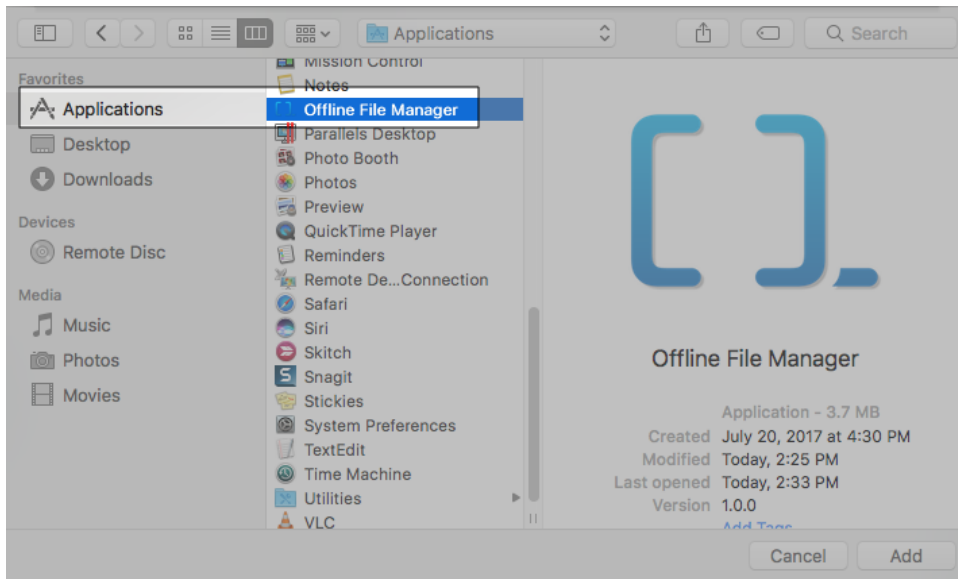 Applications
Search
Favorites
Applications
Desktop
Downloads
Devices
Remote Disc
Media
Music
Photos
Movies
Mission Control
Notes
Offline File Manager
Parallels Desktop
Photo Booth
Photos
Preview
QuickTime Player
Reminders
Remote De...Connection
Safari
Siri
Skitch
Snagit
Stickies
System Preferences
TextEdit
Time Machine
Utilities
VLC
Offline File Manager
Application - 3.7 MB
Created July 20, 2017 at 4:30 PM
Modified Today, 2:25 PM
Last opened Today, 2:33 PM
Version 1.0.0
Add Tags
Cancel
Add